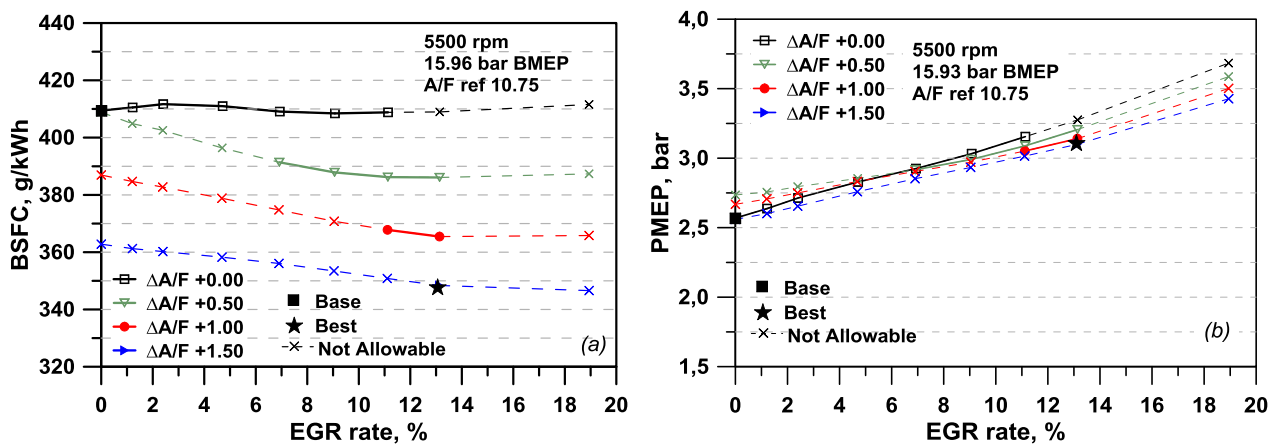 440
420
400
380
360
340
320
BSFC, g/kWh
5500 rpm
15.96 bar BMEP
A/F ref 10.75
ΔA/F +0.00
ΔA/F +0.50
ΔA/F +1.00
ΔA/F +1.50
Base
Best
Not Allowable
(a)
0 2 4 6 8 10 12 14 16 18 20
EGR rate, %
4,0
3,5
3,0
2,5
2,0
1,5
PMEP, bar
ΔA/F +0.00
ΔA/F +0.50
ΔA/F +1.00
ΔA/F +1.50
5500 rpm
15.93 bar BMEP
A/F ref 10.75
Base
Best
Not Allowable
(b)
0 2 4 6 8 10 12 14 16 18 20
EGR rate, %